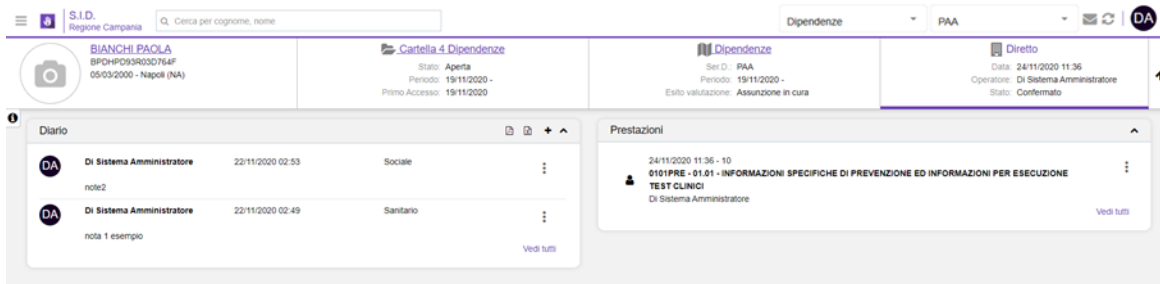 S.I.D.
Regione Campania
Cerca per cognome, nome
Dipendenze
PAA
DA
BIANCHI PAOLA
BPDHPD93R03D764F
05/03/2000 - Napoli (NA)
Cartella 4 Dipendenze
Stato: Aperta
Periodo: 19/11/2020 -
Primo Accesso: 19/11/2020
Dipendenze
Ser.D.: PAA
Periodo: 19/11/2020 -
Esito valutazione: Assunzione in cura
Diretto
Data: 24/11/2020 11:36
Operatore: Di Sistema Amministratore
Stato: Confermato
Diario
DA
Di Sistema Amministratore 22/11/2020 02:53 Sociale
note2
DA
Di Sistema Amministratore 22/11/2020 02:49 Sanitario
nota 1 esempio
Vedi tutti
Prestazioni
24/11/2020 11:36 - 10
0101PRE - 01.01 - INFORMAZIONI SPECIFICHE DI PREVENZIONE ED INFORMAZIONI PER ESECUZIONE
TEST CLINICI
Di Sistema Amministratore
Vedi tutti